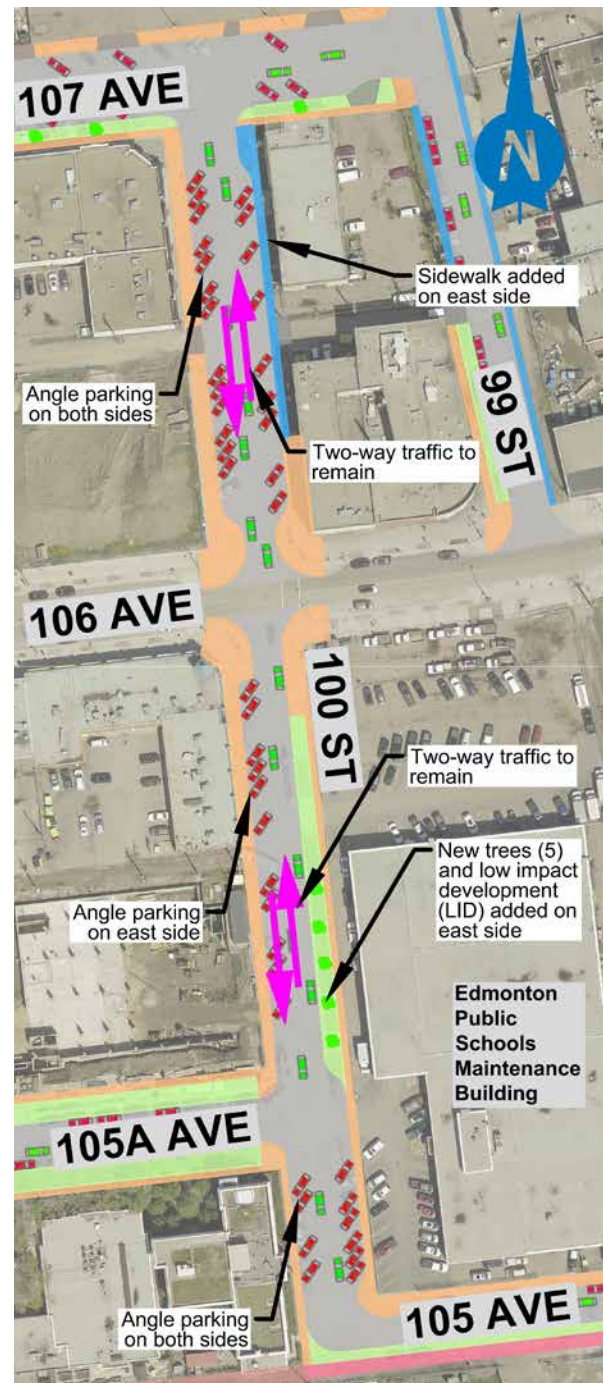 107 AVE
N
Sidewalk added
on east side
99 ST
Angle parking
on both sides
Two-way traffic to
remain
106 AVE
100 ST
Two-way traffic to
remain
Angle parking
on east side
New trees (5)
and low impact
development
(LID) added on
east side
Edmonton
Public
Schools
Maintenance
Building
105A AVE
Angle parking
on both sides
105 AVE